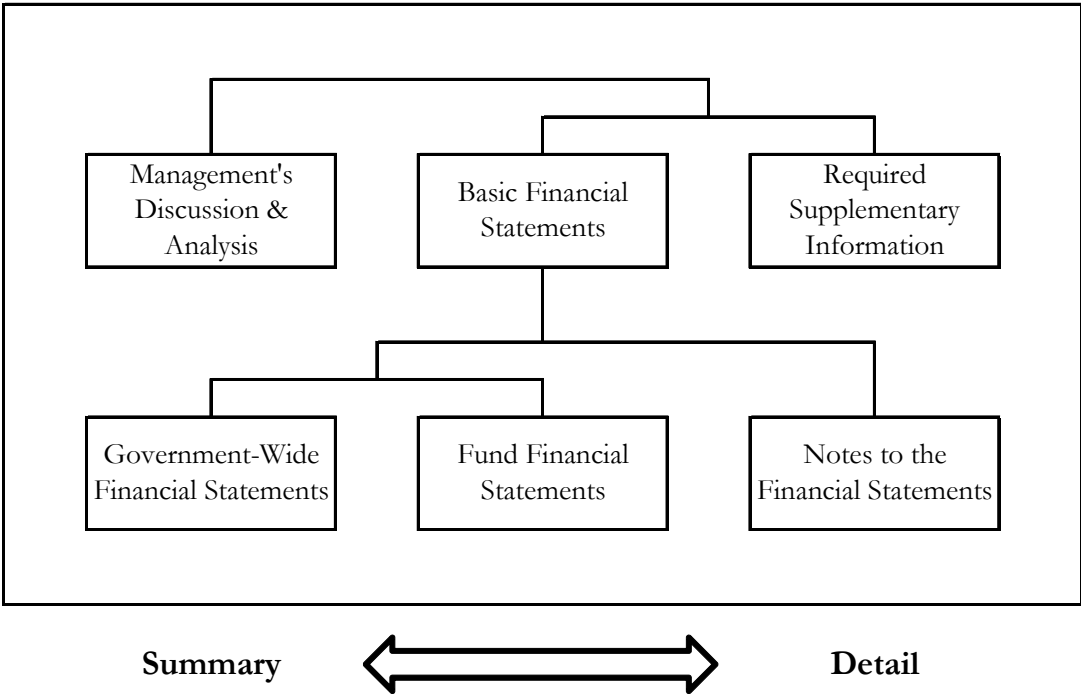 Management's
Discussion &
Analysis
Basic Financial
Statements
Required
Supplementary
Information
Government-Wide
Financial Statements
Fund Financial
Statements
Notes to the
Financial Statements
Summary
Detail